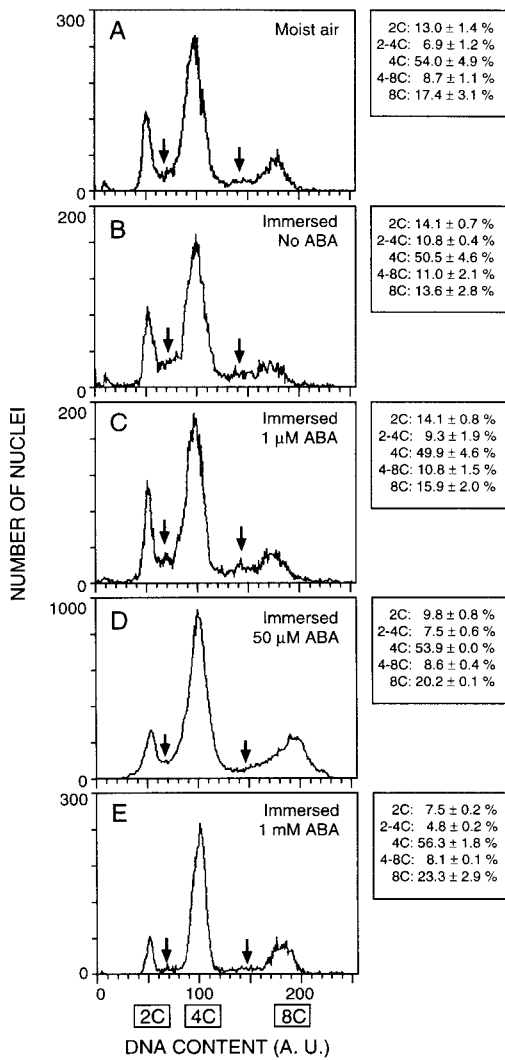 NUMBER OF NUCLEI
300
A
Moist air
0
2C: 13.0 ± 1.4 %
2-4C: 6.9 ± 1.2 %
4C: 54.0 ± 4.9 %
4-8C: 8.7 ± 1.1 %
8C: 17.4 ± 3.1 %
200
B
Immersed
No ABA
0
2C: 14.1 ± 0.7 %
2-4C: 10.8 ± 0.4 %
4C: 50.5 ± 4.6 %
4-8C: 11.0 ± 2.1 %
8C: 13.6 ± 2.8 %
200
C
Immersed
1 µM ABA
0
2C: 14.1 ± 0.8 %
2-4C: 9.3 ± 1.9 %
4C: 49.9 ± 4.6 %
4-8C: 10.8 ± 1.5 %
8C: 15.9 ± 2.0 %
1000
D
Immersed
50 µM ABA
0
2C: 9.8 ± 0.8 %
2-4C: 7.5 ± 0.6 %
4C: 53.9 ± 0.0 %
4-8C: 8.6 ± 0.4 %
8C: 20.2 ± 0.1 %
300
E
Immersed
1 mM ABA
0
2C: 7.5 ± 0.2 %
2-4C: 4.8 ± 0.2 %
4C: 56.3 ± 1.8 %
4-8C: 8.1 ± 0.1 %
8C: 23.3 ± 2.9 %
0 100 200
2C 4C 8C
DNA CONTENT (A. U.)